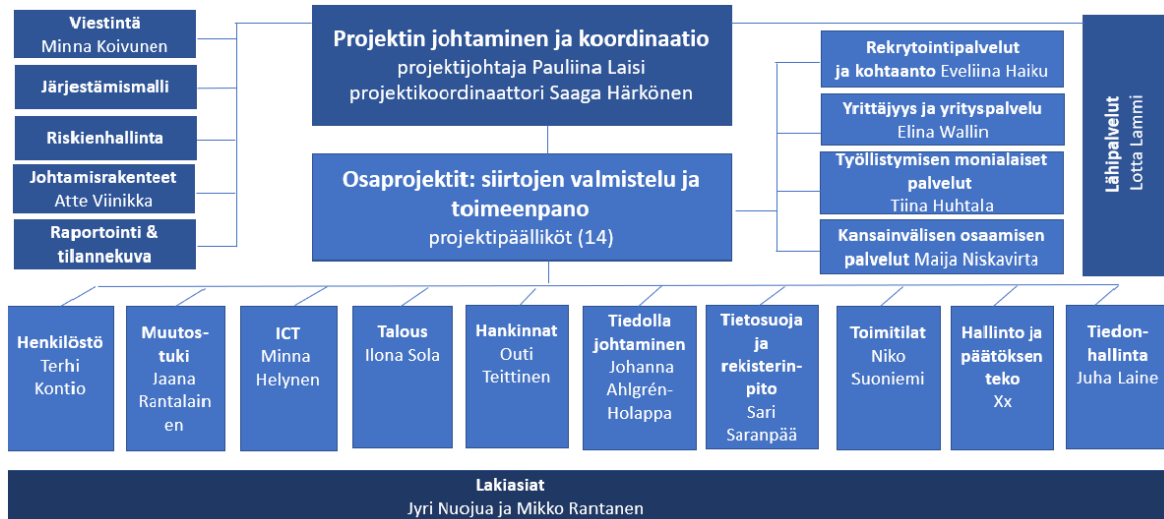 Viestintä
Minna Koivunen
Järjestämismalli
Riskienhallinta
Johtamisrakenteet
Atte Viinikka
Raportointi &
tilannekuva
Projektin johtaminen ja koordinaatio
projektijohtaja Pauliina Laisi
projektikoordinaattori Saaga Härkönen
Osaprojektit: siirtojen valmistelu ja
toimeenpano
projektipäälliköt (14)
Rekrytointipalvelut
ja kohtaanto Eveliina Haiku
Yrittäjyys ja yrityspalvelu
Elina Wallin
Työllistymisen monialaiset
palvelut
Tiina Huhtala
Kansainvälisen osaamisen
palvelut Maija Niskavirta
Lähipalvelut
Lotta Lammi
Henkilöstö
Terhi
Kontio
Muutos-
tuki
Jaana
Rantalain
en
ICT
Minna
Helynen
Talous
Ilona Sola
Hankinnat
Outi
Teittinen
Tiedolla
johtaminen
Johanna
Ahlgrén-
Holappa
Tietosuoja
ja
rekisterin-
pito
Sari
Saranpää
Toimitilat
Niko
Suoniemi
Hallinto ja
päätöksen
teko
Xx
Tiedon-
hallinta
Juha Laine
Lakiasiat
Jyri Nuojua ja Mikko Rantanen